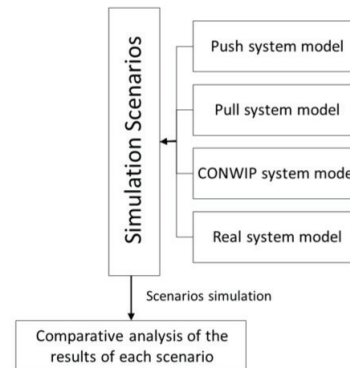 Simulation Scenarios
Push system model
Pull system model
CONWIP system mode
Real system model
Scenarios simulation
Comparative analysis of the
results of each scenario